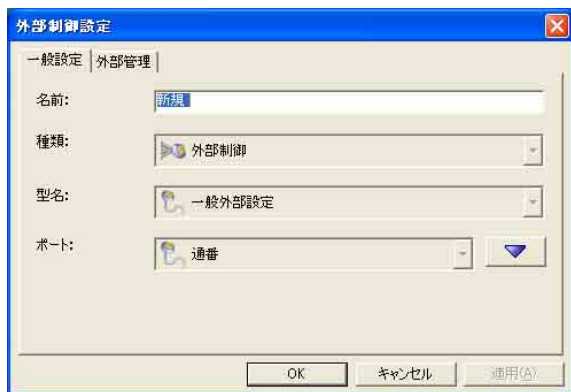 外部制御設定
一般設定 外部管理
名前: 新規
種類: 外部制御
型名: 一般外部設定
ポート: 通番
OK キャンセル 適用(A)